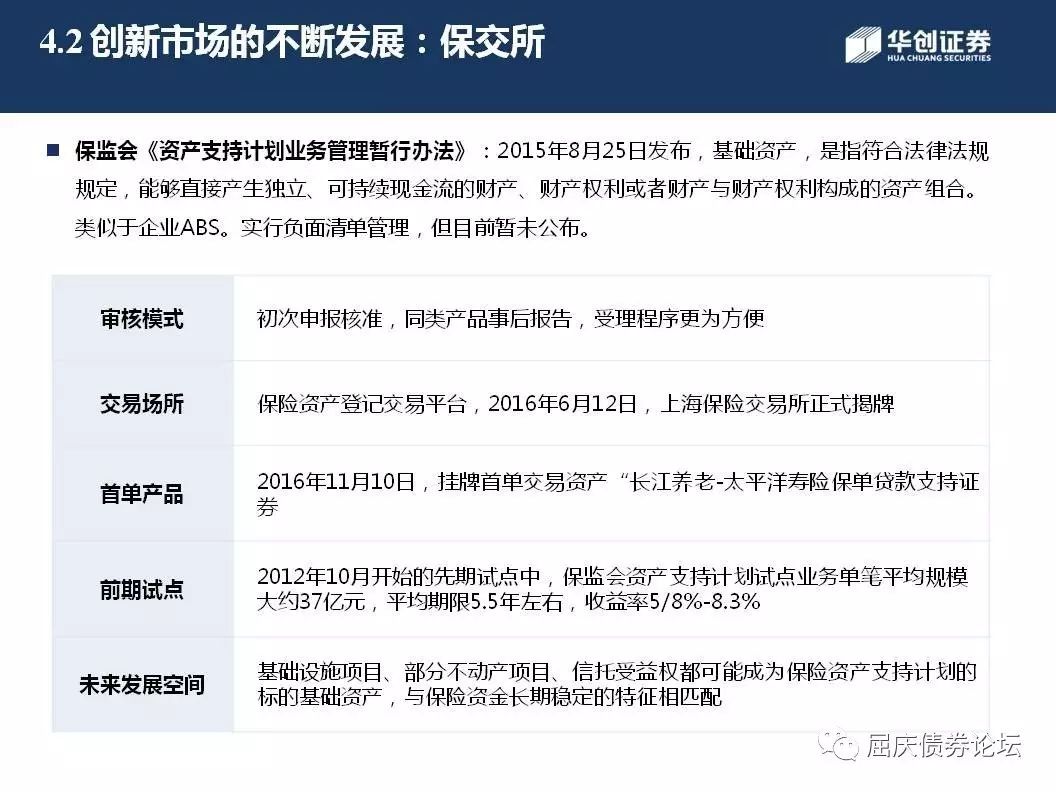 4.2 创新市场的不断发展：保交所
华创证券
HUA CHUANG SECURITIES
■ 保监会《资产支持计划业务管理暂行办法》：2015年8月25日发布，基础资产，是指符合法律法规
规定，能够直接产生独立、可持续现金流的财产、财产权利或者财产与财产权利构成的资产组合。
类似于企业ABS。实行负面清单管理，但目前暂未公布。
审核模式
初次申报核准，同类产品事后报告，受理程序更为方便
交易场所
保险资产登记交易平台，2016年6月12日，上海保险交易所正式揭牌
首单产品
2016年11月10日，挂牌首单交易资产“长江养老-太平洋寿险保单贷款支持证
券
前期试点
2012年10月开始的先期试点中，保监会资产支持计划试点业务单笔平均规模
大约37亿元，平均期限5.5年左右，收益率5/8%-8.3%
未来发展空间
基础设施项目、部分不动产项目、信托受益权都可能成为保险资产支持计划的
标的基础资产，与保险资金长期稳定的特征相匹配
屈庆债券论坛